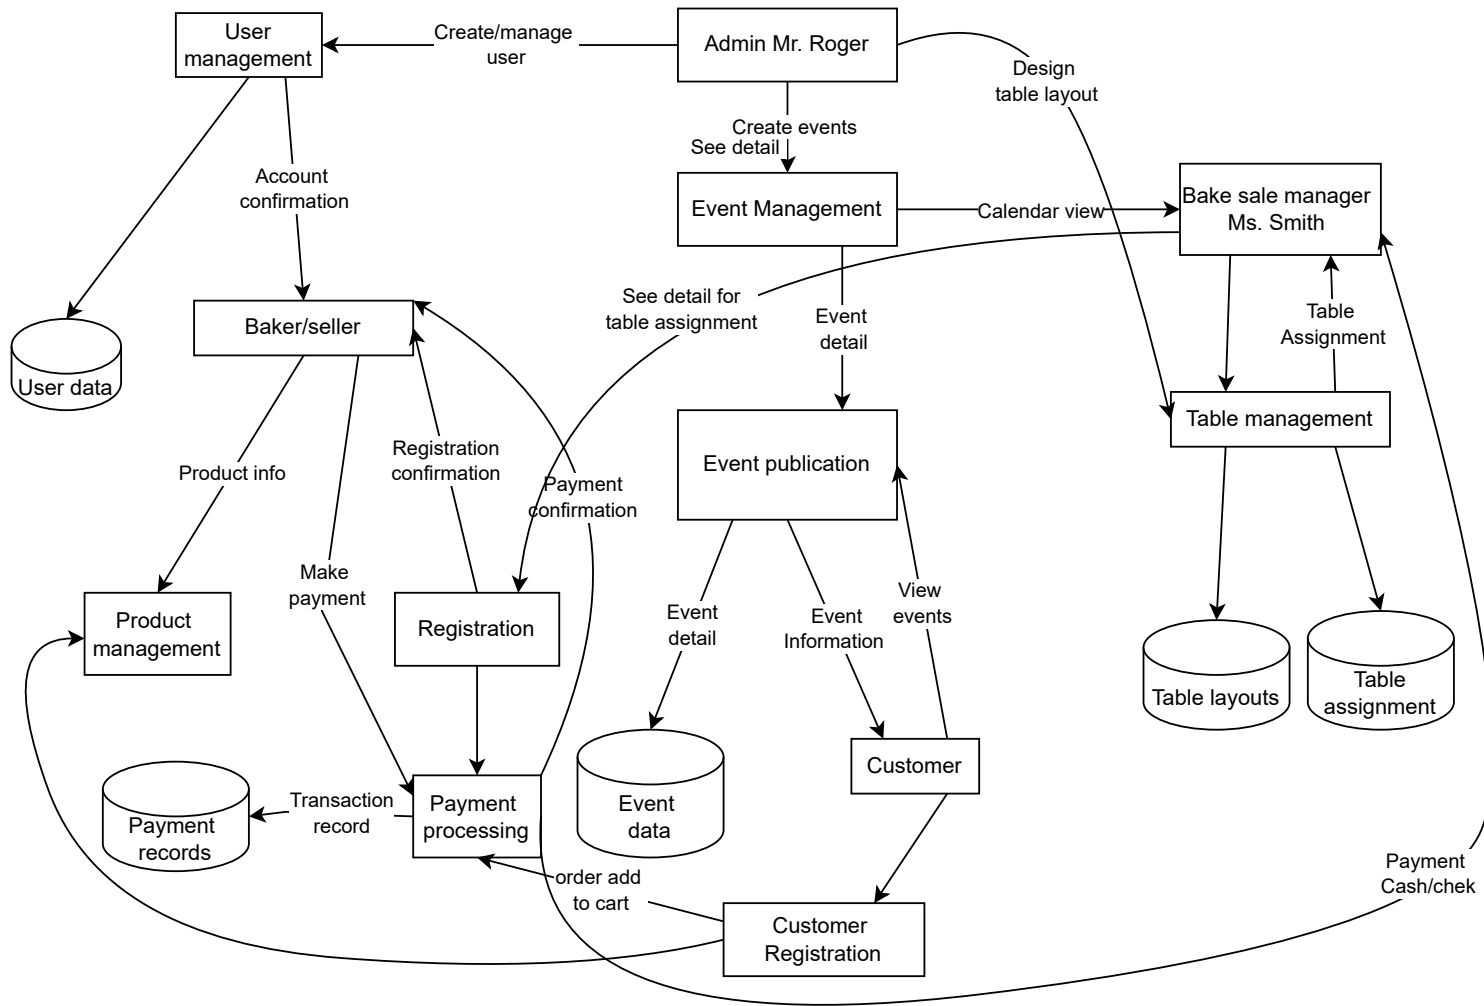 User
management
Create/manage
user
Admin Mr. Roger
Design
table layout
Create events
See detail
Account
confirmation
Event Management
Calendar view
Bake sale manager
Ms. Smith
See detail for
table assignment
Event
detail
Table
Assignment
Baker/seller
User data
Table management
Registration
confirmation
Event publication
Product info
Payment
confirmation
Make
payment
View
events
Event
detail
Event
Information
Product
management
Registration
Table layouts
Table
assignment
Customer
Transaction
record
Payment
processing
Event
data
Payment
records
Payment
Cash/chek
order add
to cart
Customer
Registration